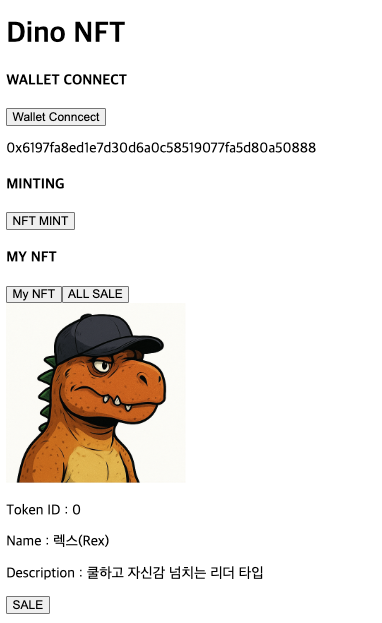 Dino NFT
WALLET CONNECT
Wallet Conncect
0x6197fa8ed1e7d30d6a0c58519077fa5d80a50888
MINTING
NFT MINT
MY NFT
My NFT ALL SALE
Token ID : 0
Name : 렉스(Rex)
Description : 쿨하고 자신감 넘치는 리더 타입
SALE